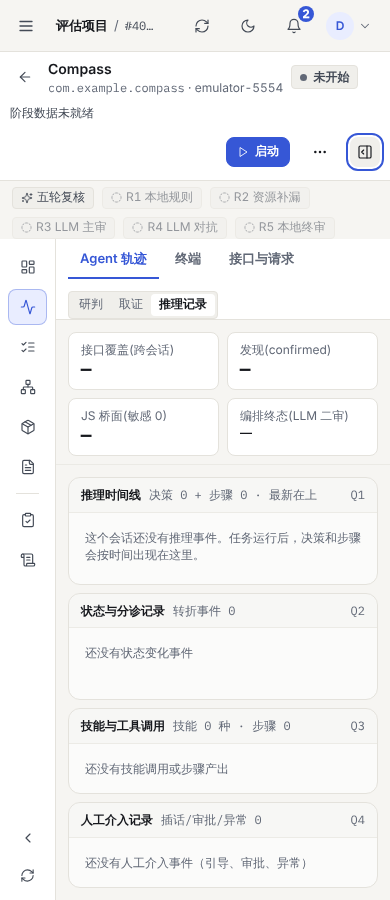 评估项目 / #40…
2
D
Compass
com.example.compass · emulator-5554
未开始
阶段数据未就绪
启动
五轮复核 R1 本地规则 R2 资源补漏
R3 LLM 主审 R4 LLM 对抗 R5 本地终审
Agent 轨迹 终端 接口与请求
研判 取证 推理记录
接口覆盖(跨会话) 发现(confirmed)
— —
JS 桥面(敏感 0) 编排终态(LLM 二审)
— —
推理时间线 决策 0 + 步骤 0 · 最新在上 Q1
这个会话还没有推理事件。任务运行后，决策和步骤
会按时间出现在这里。
状态与分诊记录 转折事件 0 Q2
还没有状态变化事件
技能与工具调用 技能 0 种 · 步骤 0 Q3
还没有技能调用或步骤产出
人工介入记录 插话/审批/异常 0 Q4
还没有人工介入事件（引导、审批、异常）